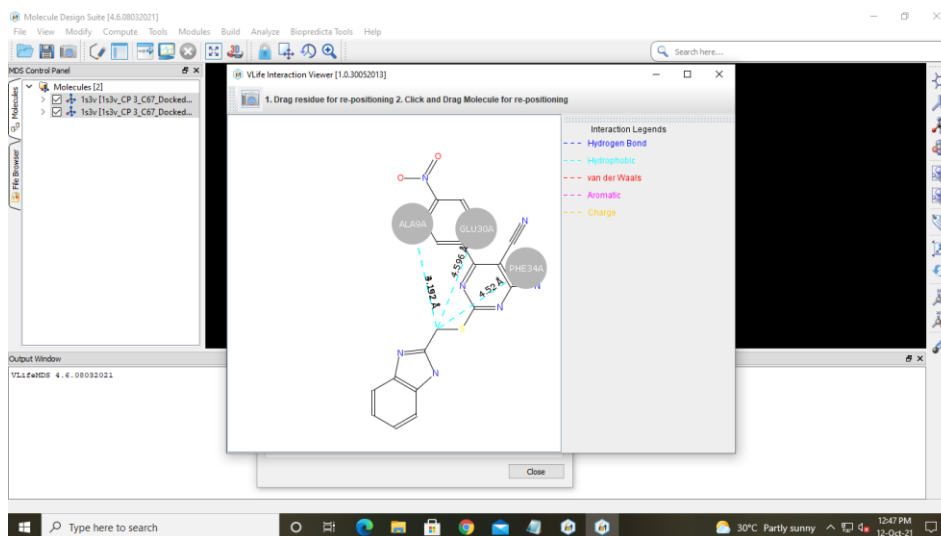 Molecule Design Suite [4.6.08032021]
File View Modify Compute Tools Modules Build Analyze Biopredicta Tools Help
Search here...
MDS Control Panel
Molecules
File Browser
Molecules [2]
1s3v [1s3v_CP 3_C67_Docked...
1s3v [1s3v_CP 3_C67_Docked...
VLife Interaction Viewer [1.0.30052013]
1. Drag residue for re-positioning 2. Click and Drag Molecule for re-positioning
Interaction Legends
Hydrogen Bond
Hydrophobic
van der Waals
Aromatic
Charge
O
O
N
ALA9A
GLU30A
N
PHE34A
4.596 Å
4.52 Å
N
N
N
S
N
N
Close
Output Window
VLifeMDS 4.6.08032021
Type here to search
30°C Partly sunny
12:47 PM
12-Oct-21